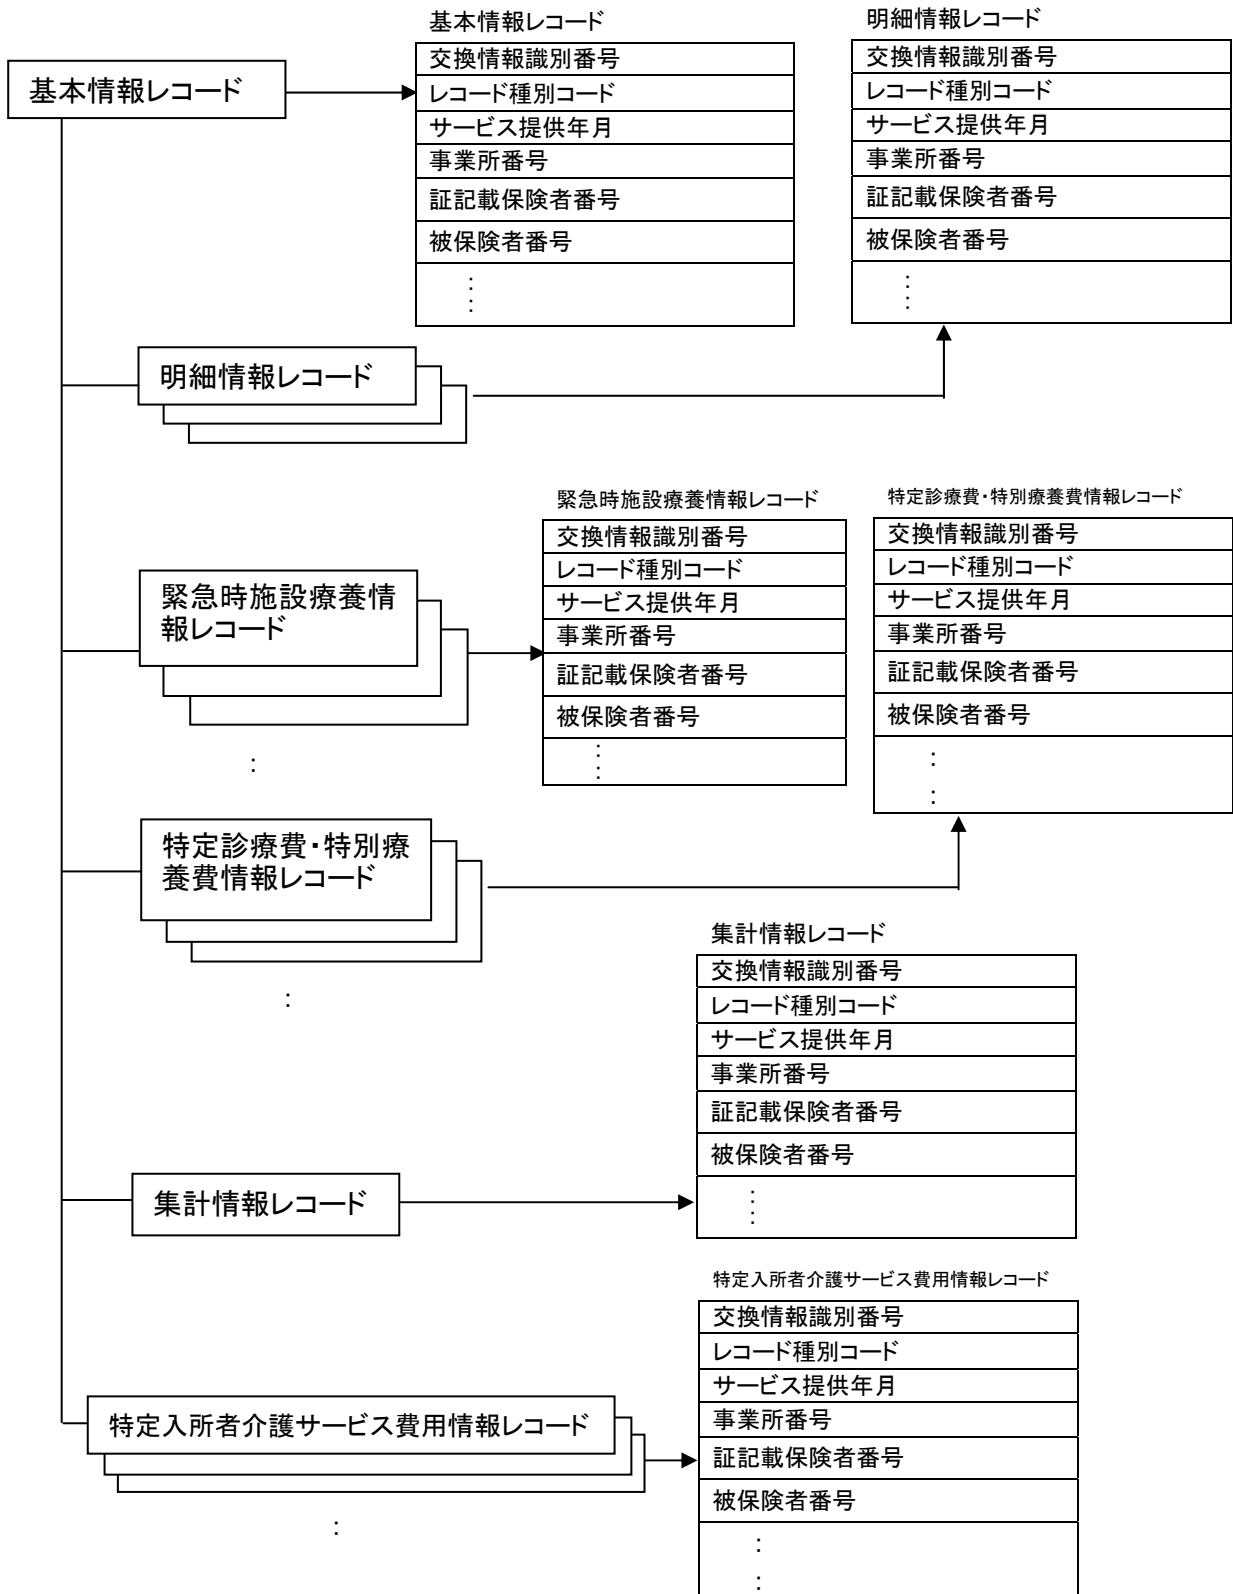 基本情報レコード
基本情報レコード
交換情報識別番号
レコード種別コード
サービス提供年月
事業所番号
証記載保険者番号
被保険者番号
:
:
明細情報レコード
交換情報識別番号
レコード種別コード
サービス提供年月
事業所番号
証記載保険者番号
被保険者番号
:
:
明細情報レコード
緊急時施設療養情
報レコード
:
緊急時施設療養情報レコード
交換情報識別番号
レコード種別コード
サービス提供年月
事業所番号
証記載保険者番号
被保険者番号
:
:
特定診療費・特別療養費情報レコード
交換情報識別番号
レコード種別コード
サービス提供年月
事業所番号
証記載保険者番号
被保険者番号
:
:
特定診療費・特別療
養費情報レコード
:
集計情報レコード
集計情報レコード
交換情報識別番号
レコード種別コード
サービス提供年月
事業所番号
証記載保険者番号
被保険者番号
:
:
特定入所者介護サービス費用情報レコード
:
特定入所者介護サービス費用情報レコード
交換情報識別番号
レコード種別コード
サービス提供年月
事業所番号
証記載保険者番号
被保険者番号
:
: